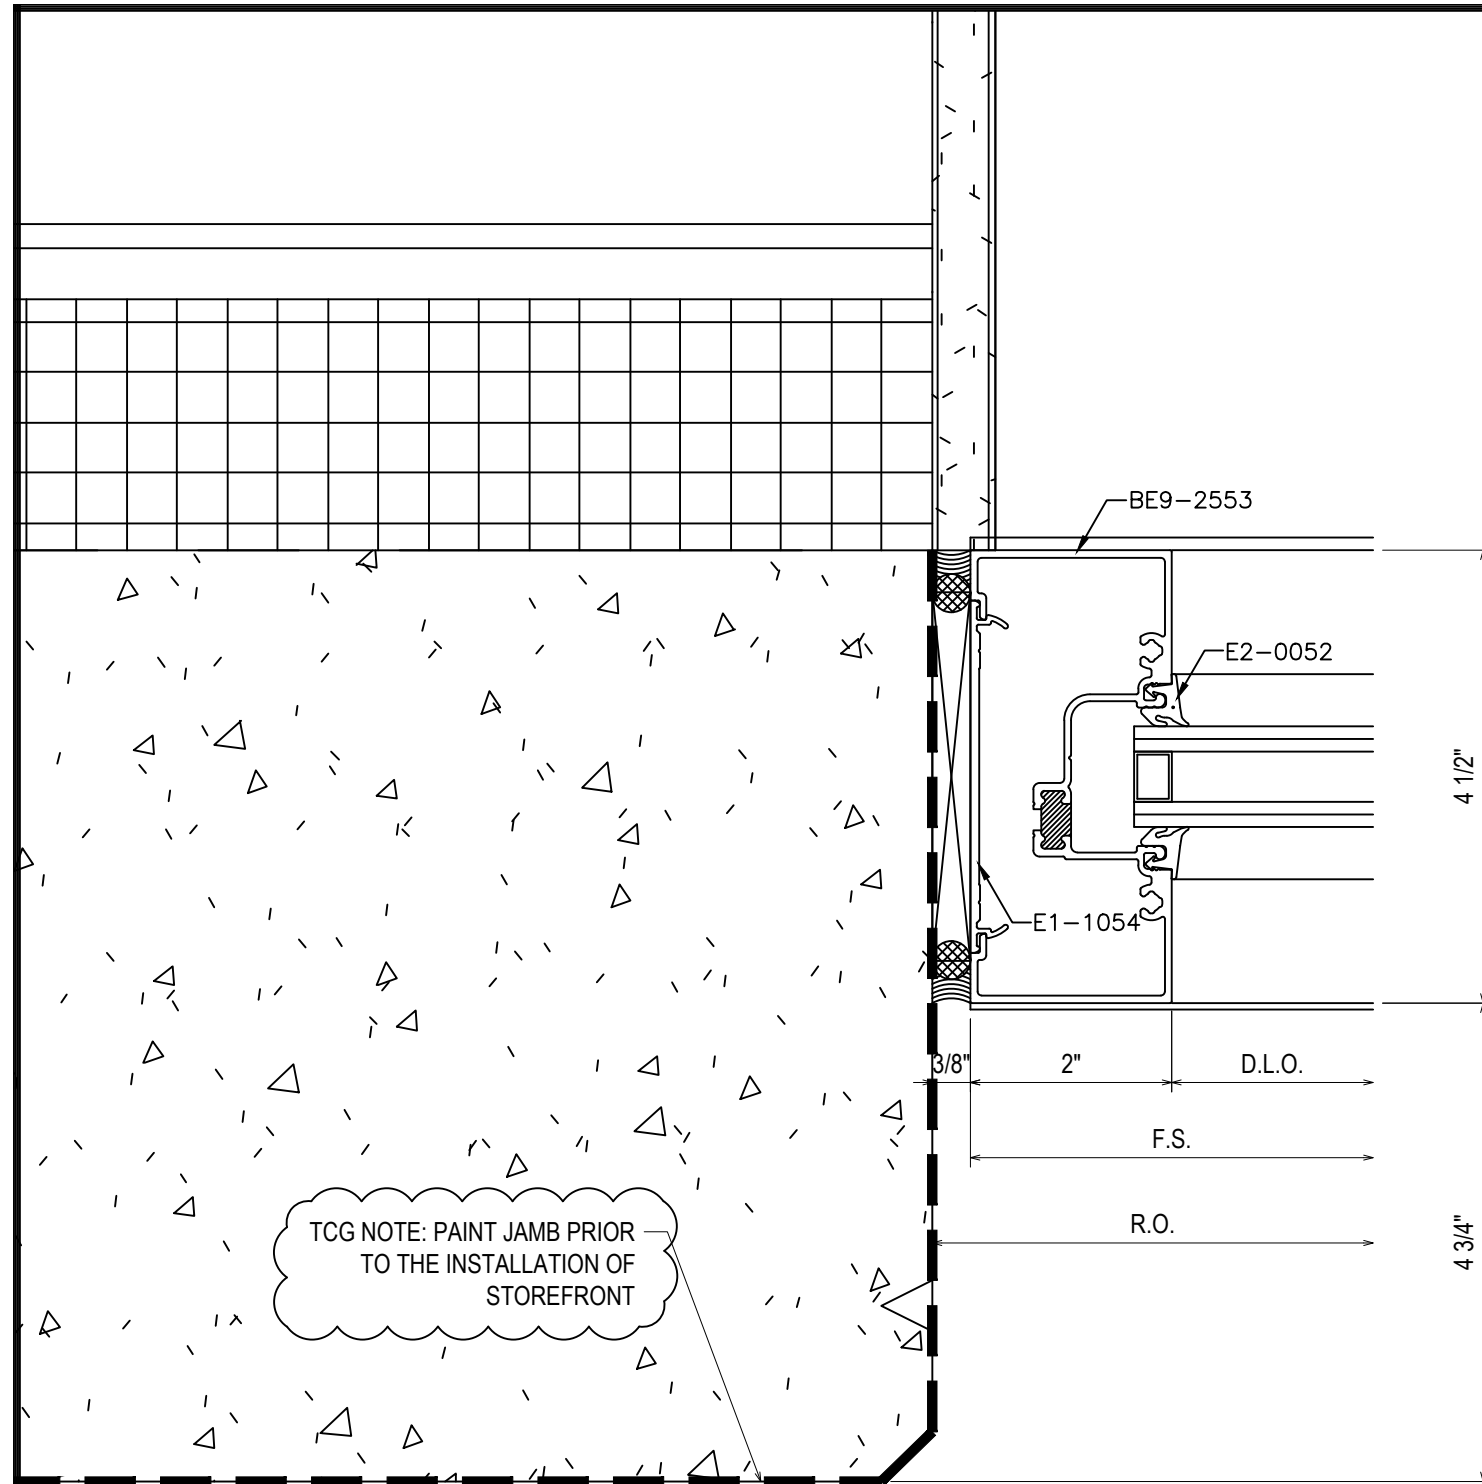 BE9-2553
E2-0052
4 1/2"
E1-1054
3/8"
2"
D.L.O.
F.S.
R.O.
4 3/4"
TCG NOTE: PAINT JAMB PRIOR
TO THE INSTALLATION OF
STOREFRONT